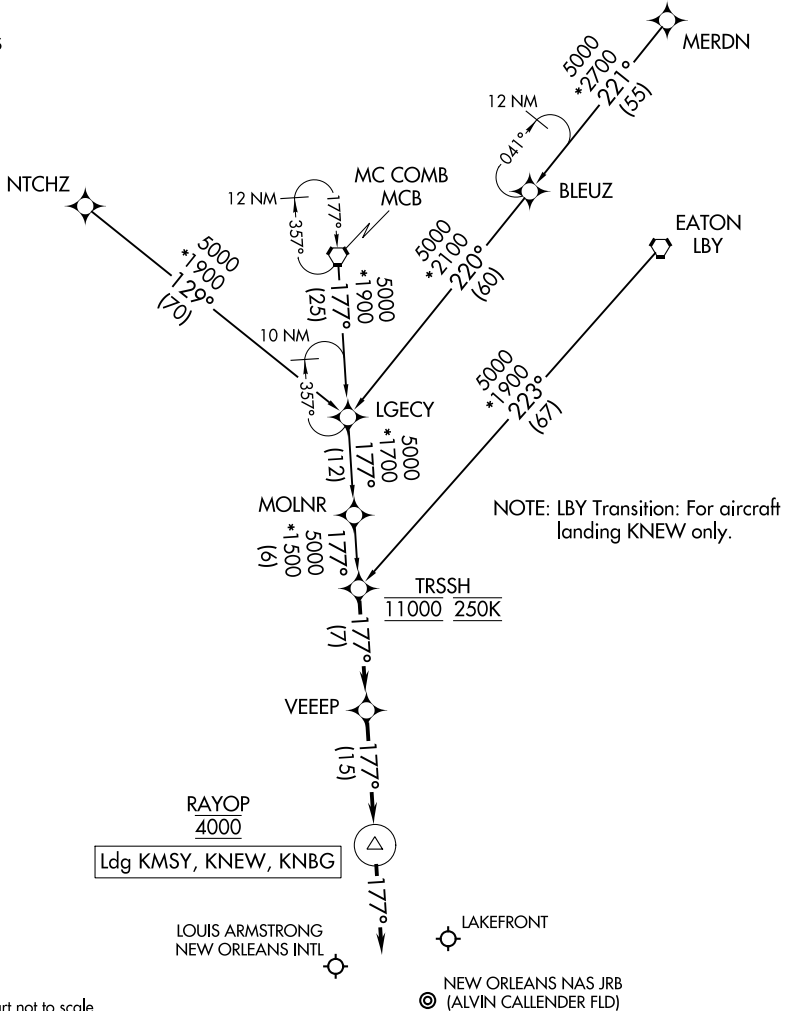 MERDN
5000
*2700
221°
(55)
12 NM
041°
BLEUZ
NTCHZ
MC COMB
MCB
12 NM
177°
357°
EATON
LBY
5000
*1900
129°
(70)
5000
*1900
177°
(25)
5000
*2100
220°
(60)
10 NM
357°
LGECY
5000
*1900
223°
(67)
5000
*1700
177°
(12)
MOLNR
NOTE: LBY Transition: For aircraft
landing KNEW only.
5000
*1500
177°
(6)
TRSSH
11000 250K
177°
(7)
VEEEP
177°
(15)
RAYOP
4000
Ldg KMSY, KNEW, KNBG
177°
LOUIS ARMSTRONG
NEW ORLEANS INTL
LAKEFRONT
NEW ORLEANS NAS JRB
(ALVIN CALLENDER FLD)
not to scale